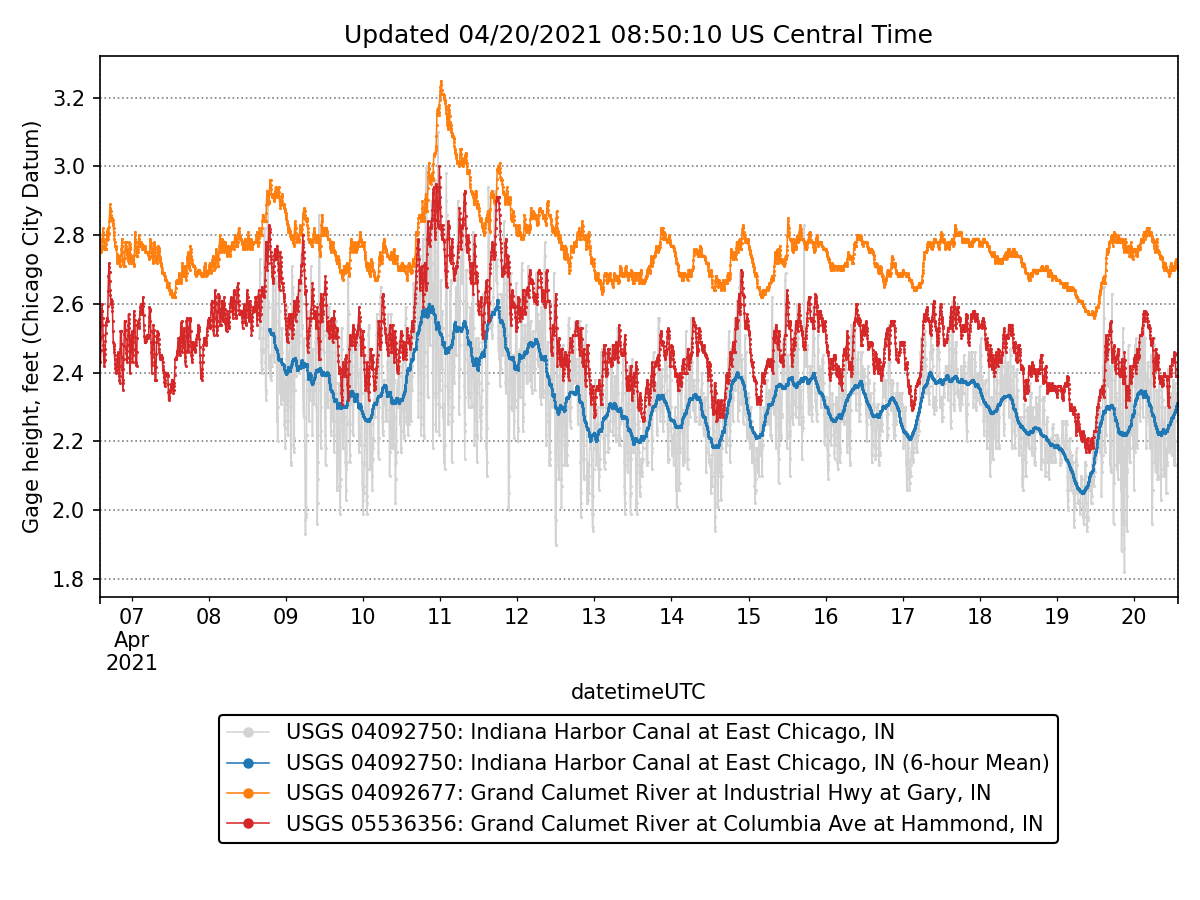 Updated 04/20/2021 08:50:10 US Central Time
Gage height, feet (Chicago City Datum)
3.2
3.0
2.8
2.6
2.4
2.2
2.0
1.8
07 08 09 10 11 12 13 14 15 16 17 18 19 20
Apr
2021
datetimeUTC
USGS 04092750: Indiana Harbor Canal at East Chicago, IN
USGS 04092750: Indiana Harbor Canal at East Chicago, IN (6-hour Mean)
USGS 04092677: Grand Calumet River at Industrial Hwy at Gary, IN
USGS 05536356: Grand Calumet River at Columbia Ave at Hammond, IN